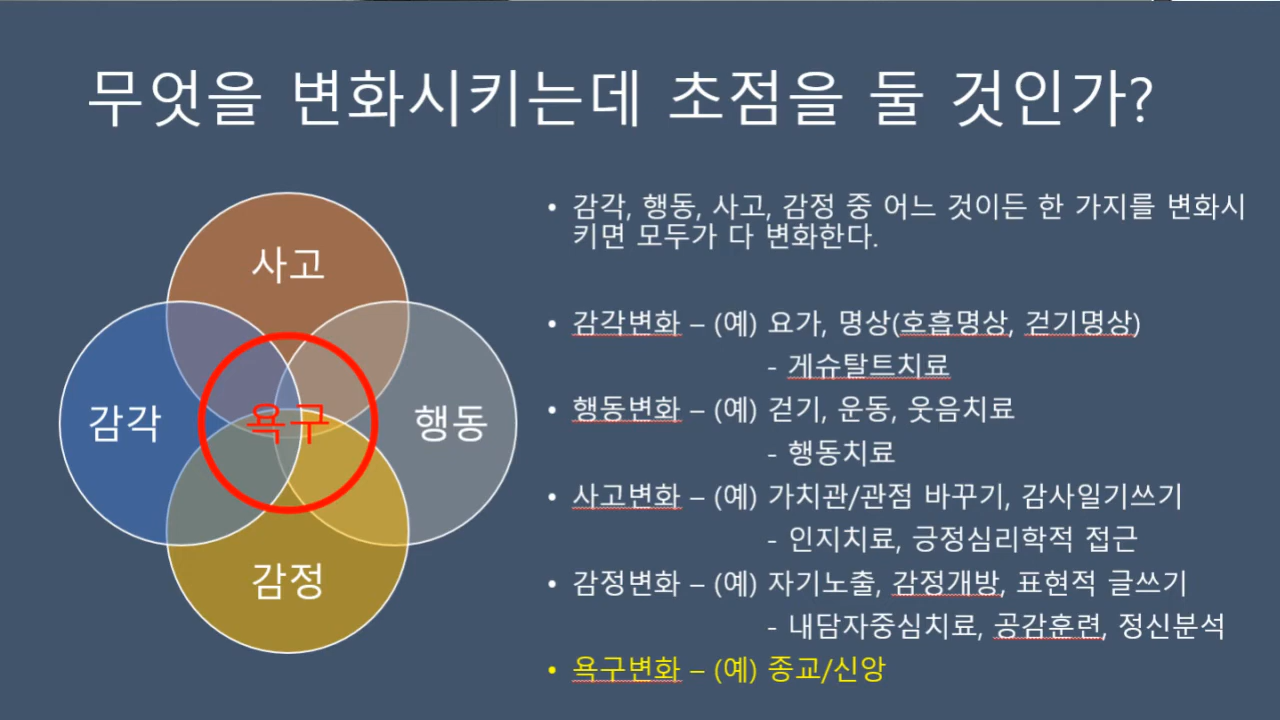 무엇을 변화시키는데 초점을 둘 것인가?
사고
감각
욕구
행동
감정
• 감각, 행동, 사고, 감정 중 어느 것이든 한 가지를 변화시
키면 모두가 다 변화한다.
• 감각변화 – (예) 요가, 명상(호흡명상, 걷기명상)
- 게슈탈트치료
• 행동변화 – (예) 걷기, 운동, 웃음치료
- 행동치료
• 사고변화 – (예) 가치관/관점 바꾸기, 감사일기쓰기
- 인지치료, 긍정심리학적 접근
• 감정변화 – (예) 자기노출, 감정개방, 표현적 글쓰기
- 내담자중심치료, 공감훈련, 정신분석
• 욕구변화 – (예) 종교/신앙